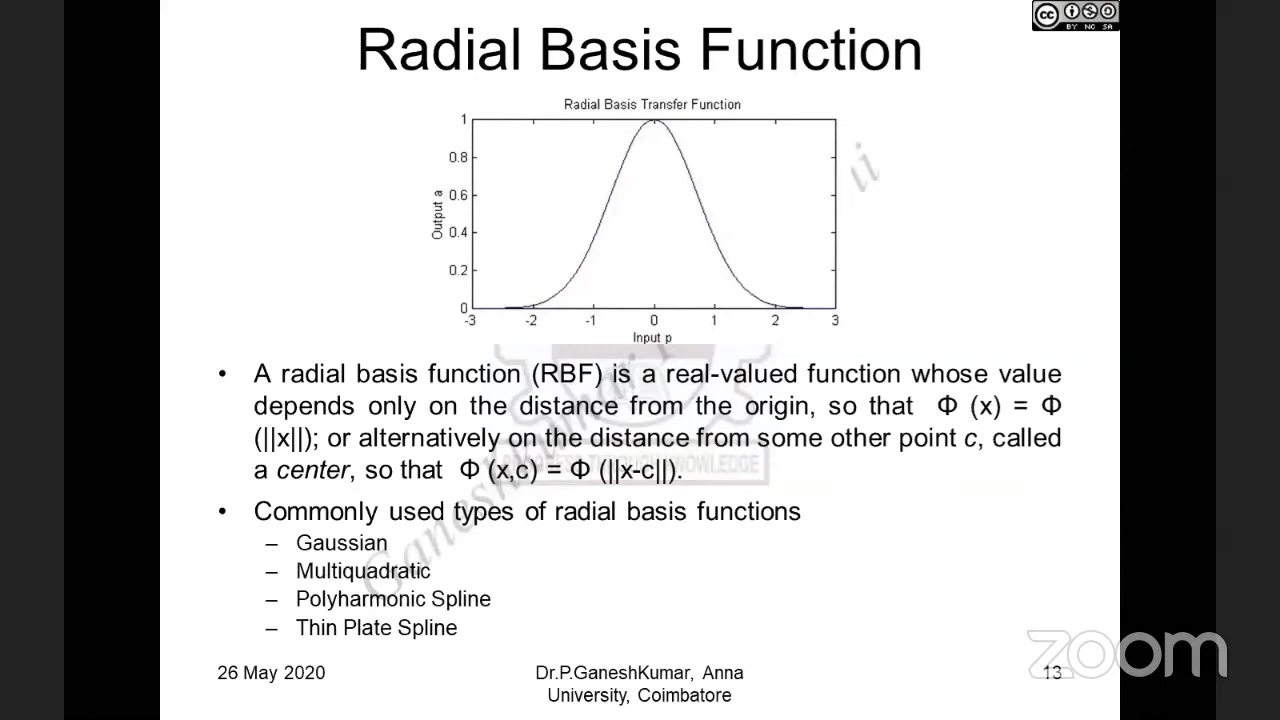 cc
BY NC SA
Radial Basis Function
Radial Basis Transfer Function
1
0.8
0.6
0.4
0.2
0
Output a
-3 -2 -1 0 1 2 3
Input p
• A radial basis function (RBF) is a real-valued function whose value
depends only on the distance from the origin, so that Φ (x) = Φ
(||x||); or alternatively on the distance from some other point c, called
a center, so that Φ (x,c) = Φ (||x-c||).
• Commonly used types of radial basis functions
– Gaussian
– Multiquadratic
– Polyharmonic Spline
– Thin Plate Spline
26 May 2020
Dr.P.GaneshKumar, Anna
University, Coimbatore
13
zoom